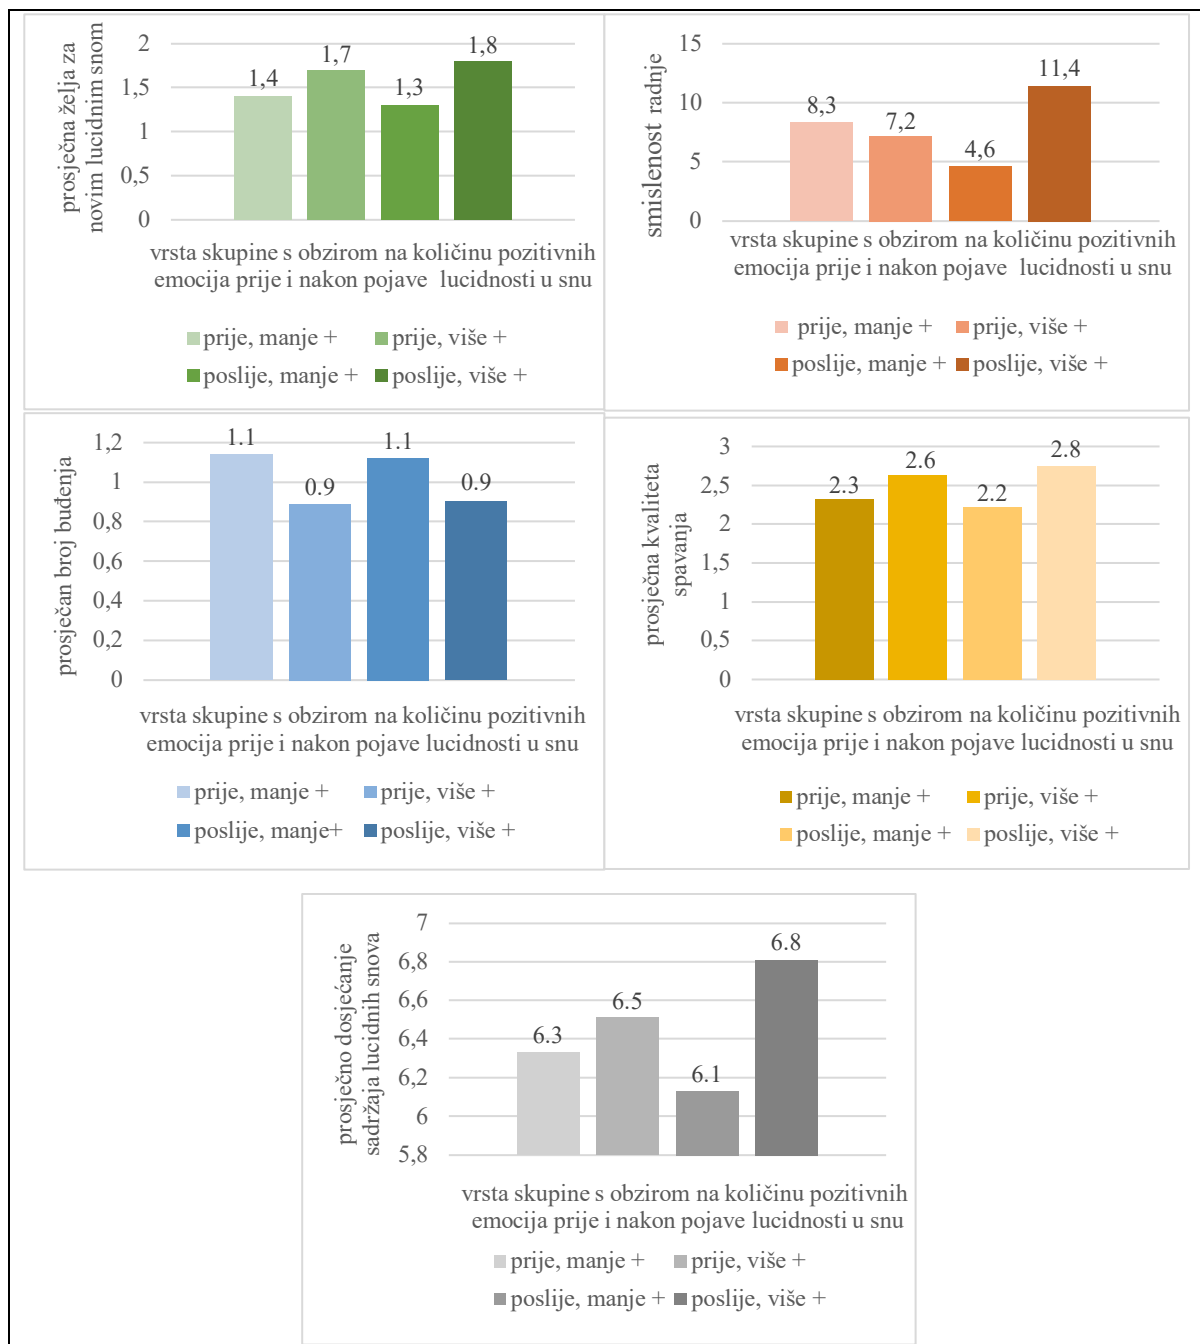 prosječna želja za
novim lucidnim snom
2
1,5
1
0,5
0
1,4
1,7
1,3
1,8
vrsta skupine s obzirom na količinu pozitivnih
emocija prije i nakon pojave lucidnosti u snu
prije, manje +
prije, više +
poslije, manje +
poslije, više +
smislenost radnje
15
10
5
0
8,3
7,2
4,6
11,4
vrsta skupine s obzirom na količinu pozitivnih
emocija prije i nakon pojave lucidnosti u snu
prije, manje +
prije, više +
poslije, manje +
poslije, više +
prosječan broj buđenja
1,2
1
0,8
0,6
0,4
0,2
0
1.1
0.9
1.1
0.9
vrsta skupine s obzirom na količinu pozitivnih
emocija prije i nakon pojave lucidnosti u snu
prije, manje +
prije, više +
poslije, manje+
poslije, više +
prosječna kvaliteta
spavanja
3
2,5
2
1,5
1
0,5
0
2.3
2.6
2.2
2.8
vrsta skupine s obzirom na količinu pozitivnih
emocija prije i nakon pojave lucidnosti u snu
prije, manje +
prije, više +
poslije, manje +
poslije, više +
prosječno dosjećanje
sadržaja lucidnih snova
7
6,8
6,6
6,4
6,2
6
5,8
6.3
6.5
6.1
6.8
vrsta skupine s obzirom na količinu pozitivnih
emocija prije i nakon pojave lucidnosti u snu
prije, manje +
prije, više +
poslije, manje +
poslije, više +